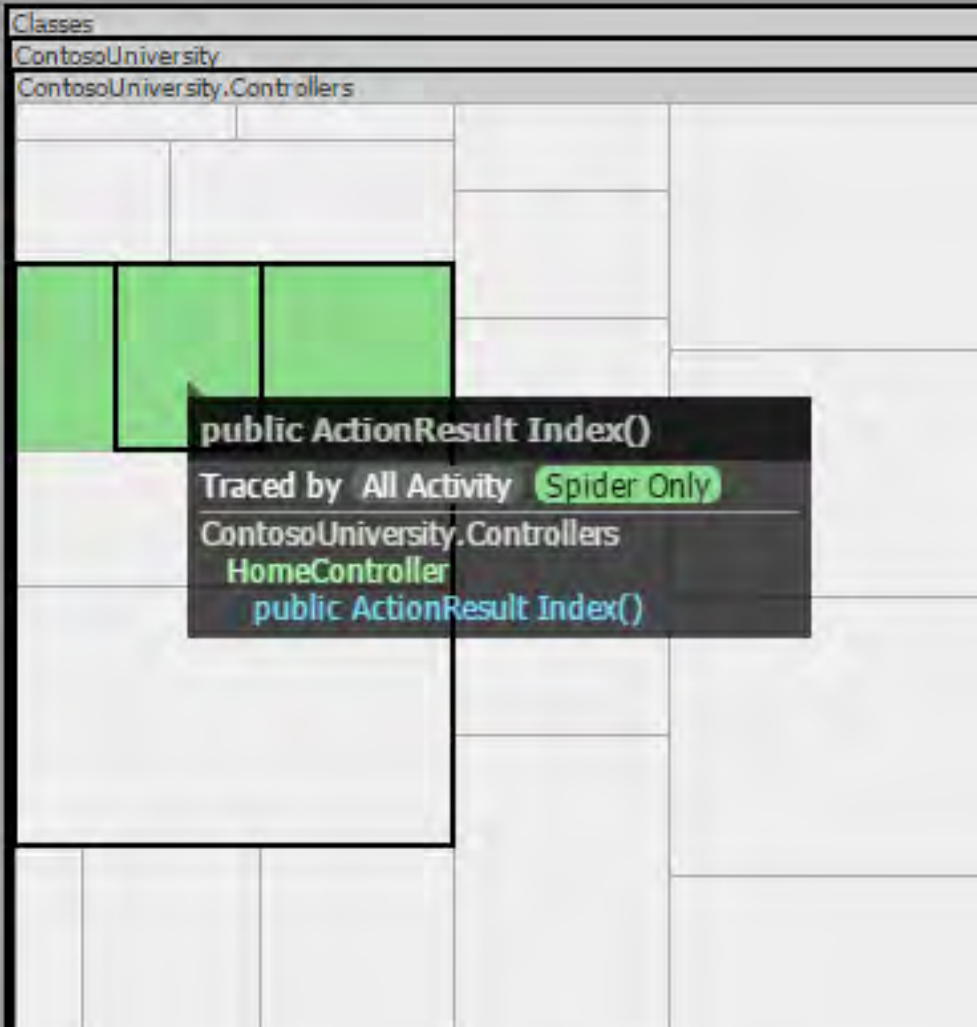 Classes
ContosoUniversity
ContosoUniversity.Controllers
public ActionResult Index()
Traced by All Activity Spider Only
ContosoUniversity.Controllers
HomeController
public ActionResult Index()